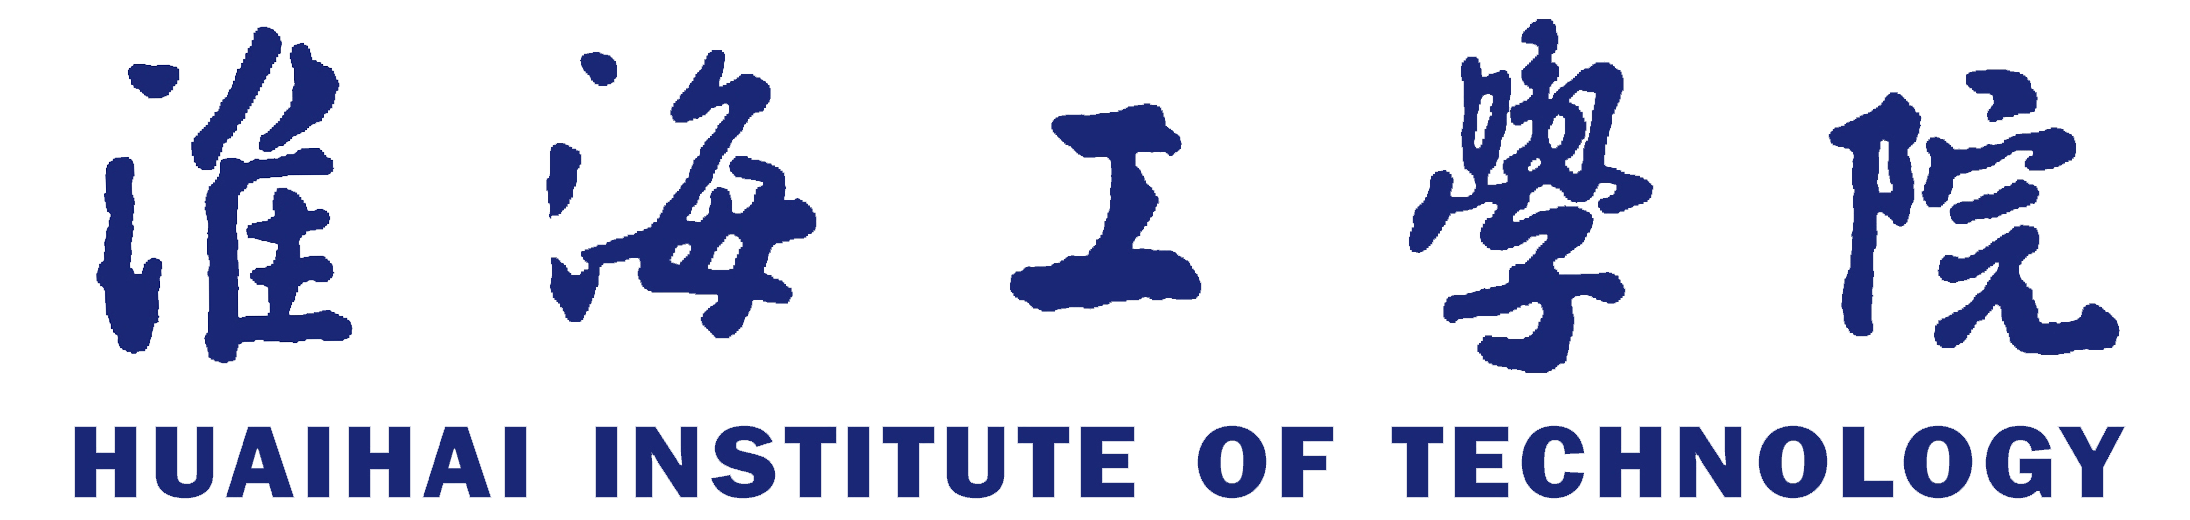 淮海工學院
HUAIHAI INSTITUTE OF TECHNOLOGY